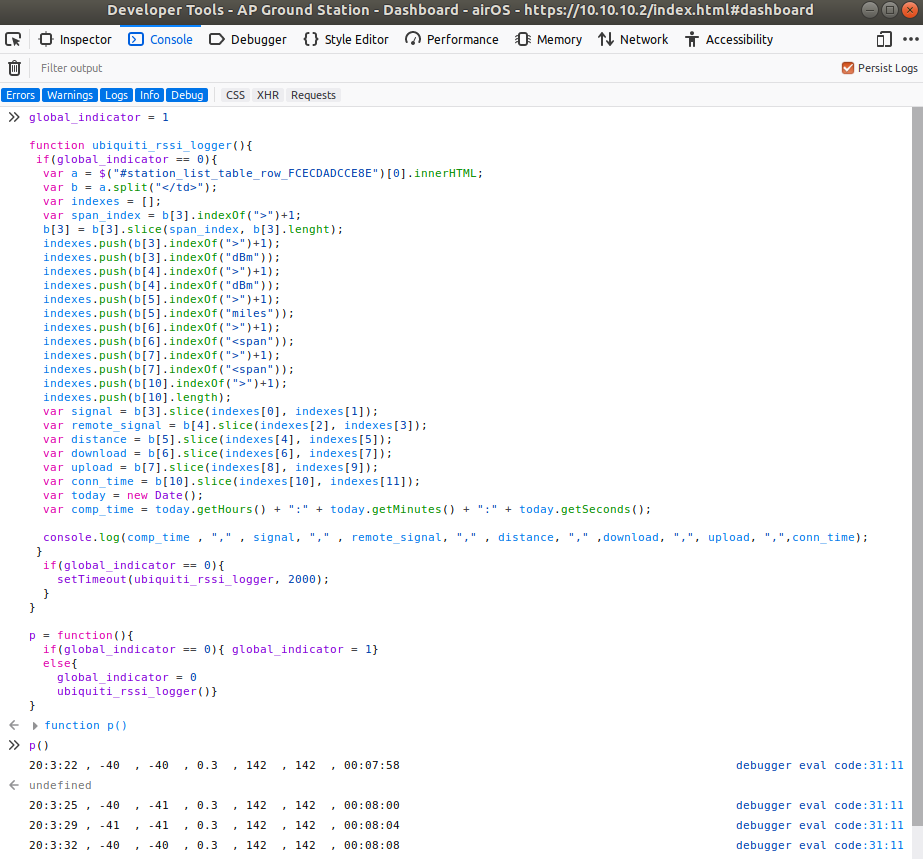 Developer Tools - AP Ground Station - Dashboard - airOS - https://10.10.10.2/index.html#dashboard
Inspector Console Debugger {} Style Editor Performance Memory Network Accessibility
Filter output Persist Logs
Errors Warnings Logs Info Debug CSS XHR Requests
global_indicator = 1
function ubiquiti_rssi_logger(){
if(global_indicator == 0){
var a = $("#station_list_table_row_FCECDADCCE8E")[0].innerHTML;
var b = a.split("</td>");
var indexes = [];
var span_index = b[3].indexOf(">")+1;
b[3] = b[3].slice(span_index, b[3].lenght);
indexes.push(b[3].indexOf(">")+1);
indexes.push(b[3].indexOf("dBm"));
indexes.push(b[4].indexOf(">")+1);
indexes.push(b[4].indexOf("dBm"));
indexes.push(b[5].indexOf(">")+1);
indexes.push(b[5].indexOf("miles"));
indexes.push(b[6].indexOf(">")+1);
indexes.push(b[6].indexOf("<span"));
indexes.push(b[7].indexOf(">")+1);
indexes.push(b[7].indexOf("<span"));
indexes.push(b[10].indexOf(">")+1);
indexes.push(b[10].length);
var signal = b[3].slice(indexes[0], indexes[1]);
var remote_signal = b[4].slice(indexes[2], indexes[3]);
var distance = b[5].slice(indexes[4], indexes[5]);
var download = b[6].slice(indexes[6], indexes[7]);
var upload = b[7].slice(indexes[8], indexes[9]);
var conn_time = b[10].slice(indexes[10], indexes[11]);
var today = new Date();
var comp_time = today.getHours() + ":" + today.getMinutes() + ":" + today.getSeconds();
console.log(comp_time , "," , signal, "," , remote_signal, "," , distance, "," ,download, ",", upload, ",",conn_time);
}
if(global_indicator == 0){
setTimeout(ubiquiti_rssi_logger, 2000);
}
}
p = function(){
if(global_indicator == 0){ global_indicator = 1}
else{
global_indicator = 0
ubiquiti_rssi_logger()}
}
function p()
p()
20:3:22 , -40 , -40 , 0.3 , 142 , 142 , 00:07:58 debugger eval code:31:11
undefined
20:3:25 , -40 , -41 , 0.3 , 142 , 142 , 00:08:00 debugger eval code:31:11
20:3:29 , -41 , -41 , 0.3 , 142 , 142 , 00:08:04 debugger eval code:31:11
20:3:32 , -40 , -40 , 0.3 , 142 , 142 , 00:08:08 debugger eval code:31:11